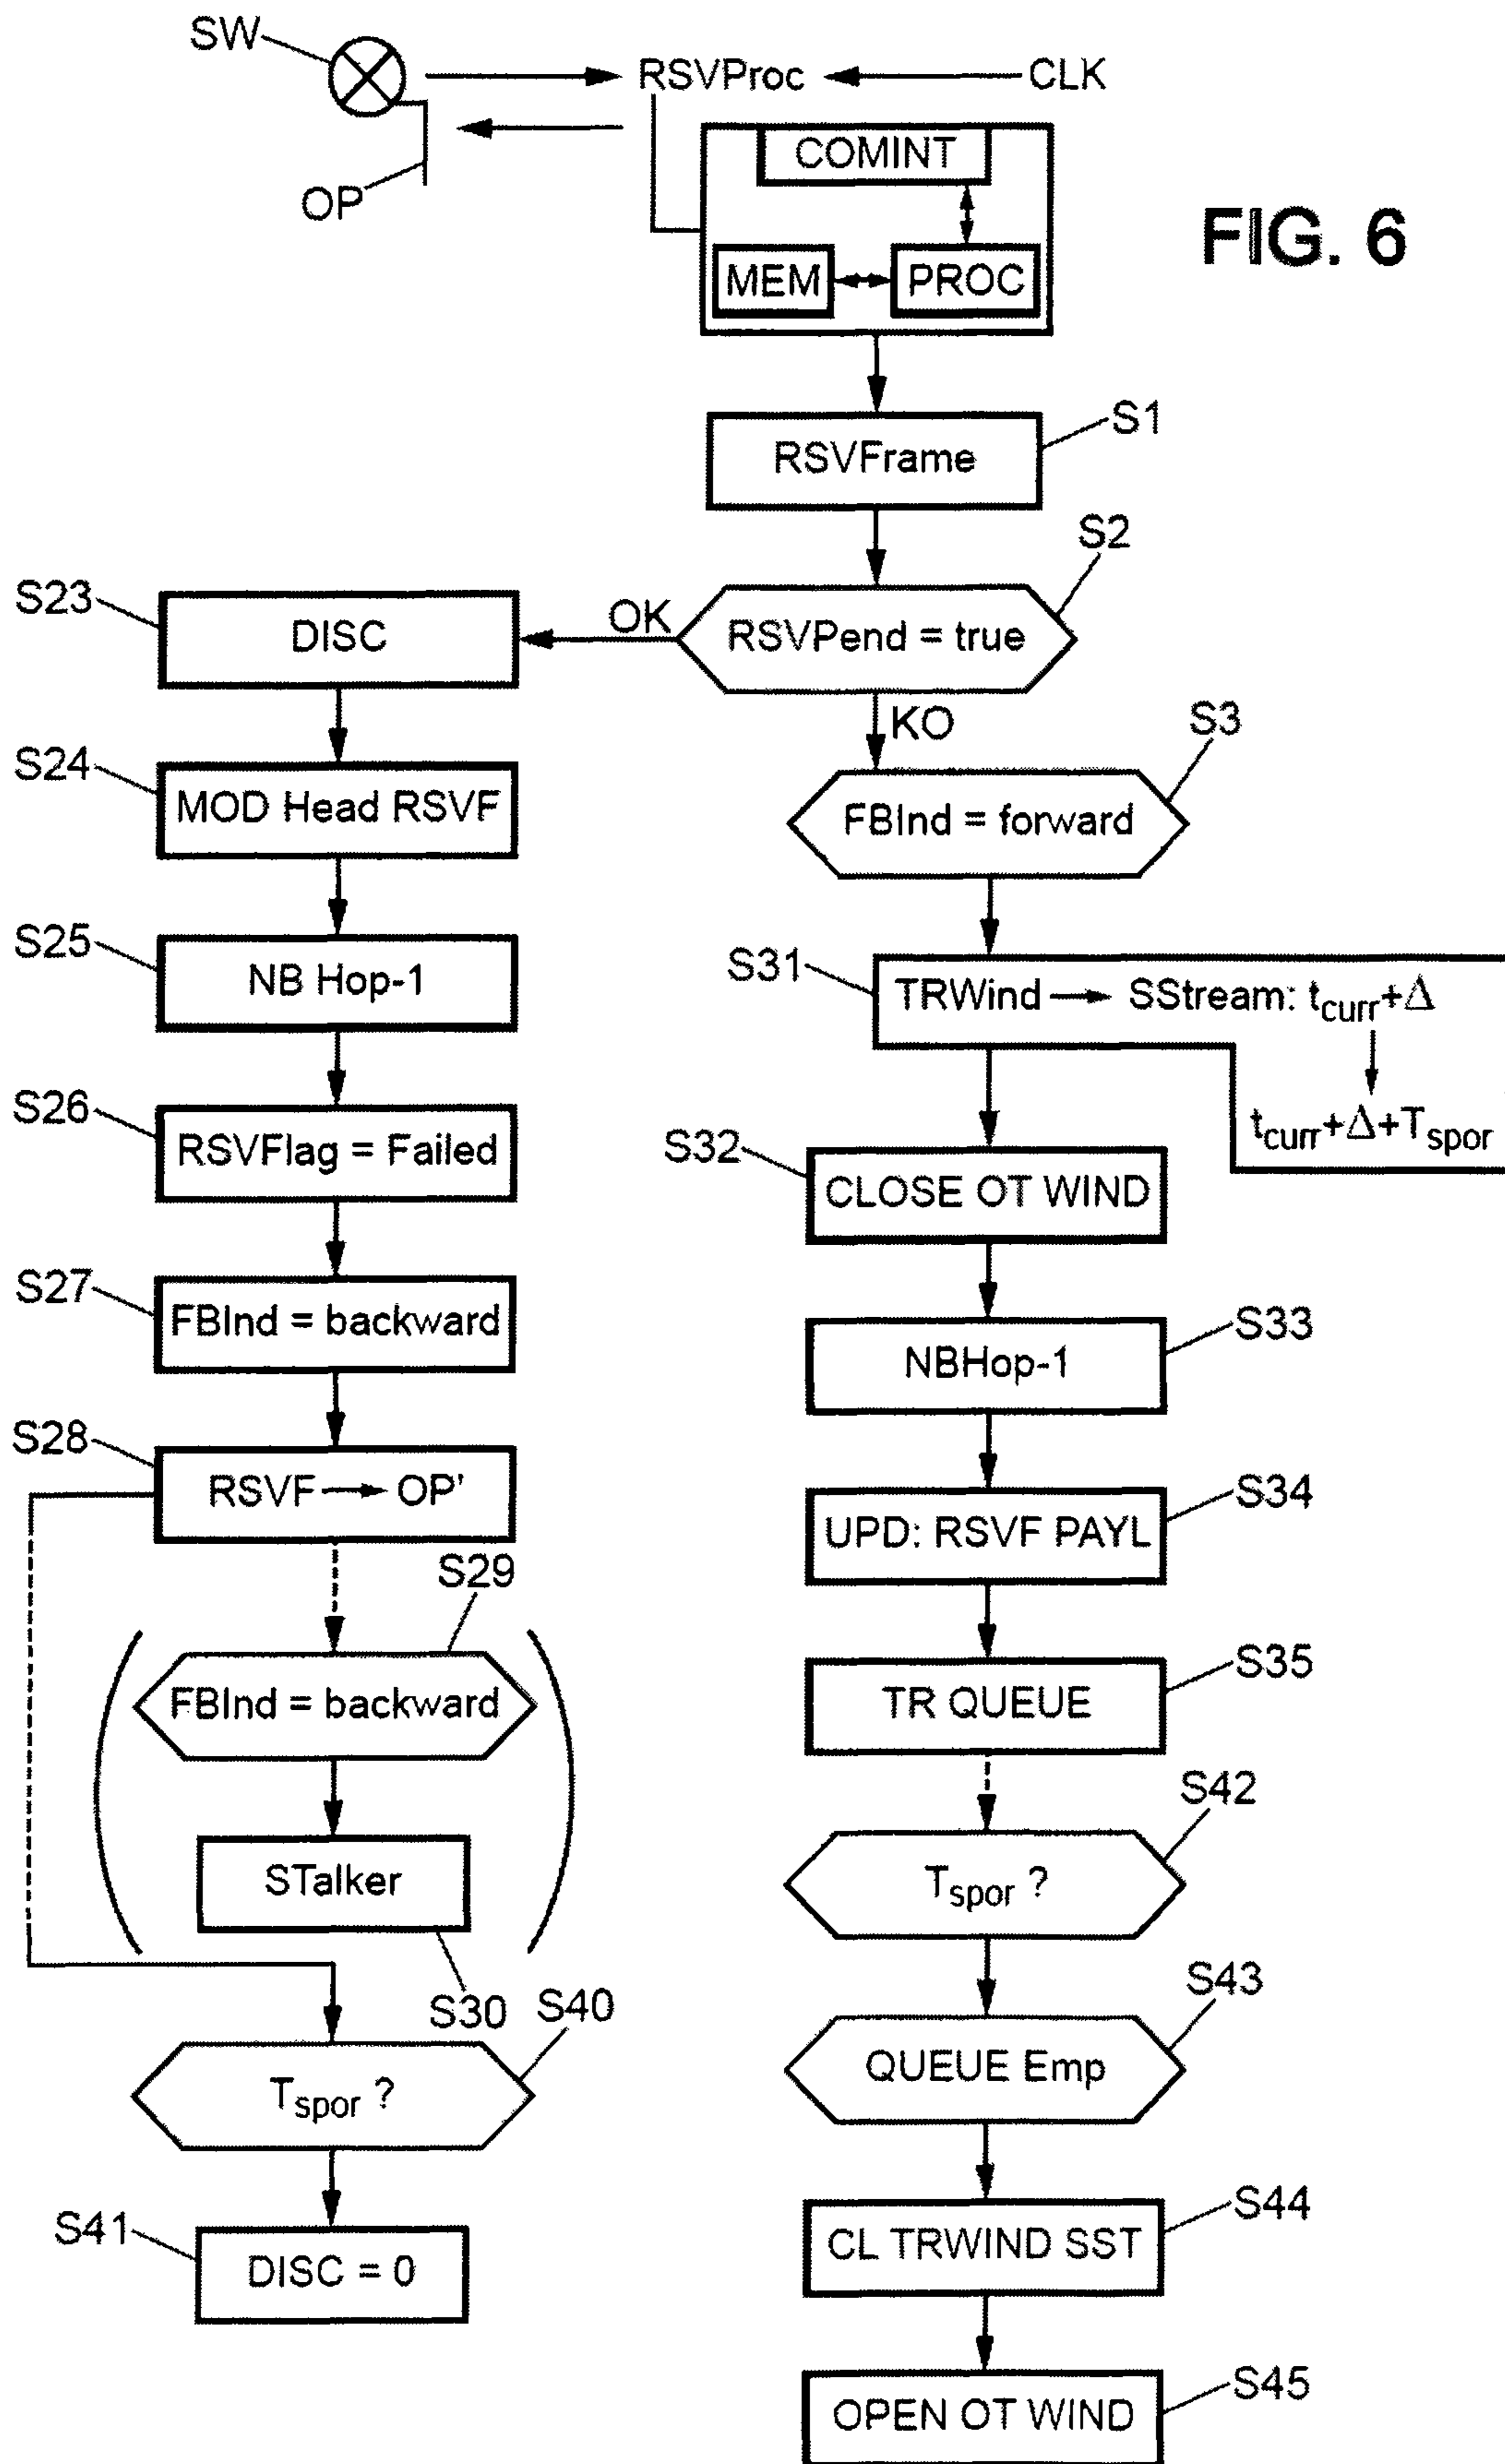 SW
RSVProc
CLK
OP
COMINT
MEM
PROC
FIG. 6
RSVFrame
S1
S2
RSVPend = true
OK
KO
S23
DISC
S24
MOD Head RSVF
S25
NB Hop-1
S26
RSVFlag = Failed
S27
FBInd = backward
S28
RSVF → OP'
S29
FBInd = backward
STalker
S30
S40
Tspor ?
S41
DISC = 0
S3
FBInd = forward
S31
TRWind → SStream: tcurr+Δ
tcurr+Δ+Tspor
S32
CLOSE OT WIND
S33
NBHop-1
S34
UPD: RSVF PAYL
S35
TR QUEUE
S42
Tspor ?
S43
QUEUE Emp
S44
CL TRWIND SST
S45
OPEN OT WIND